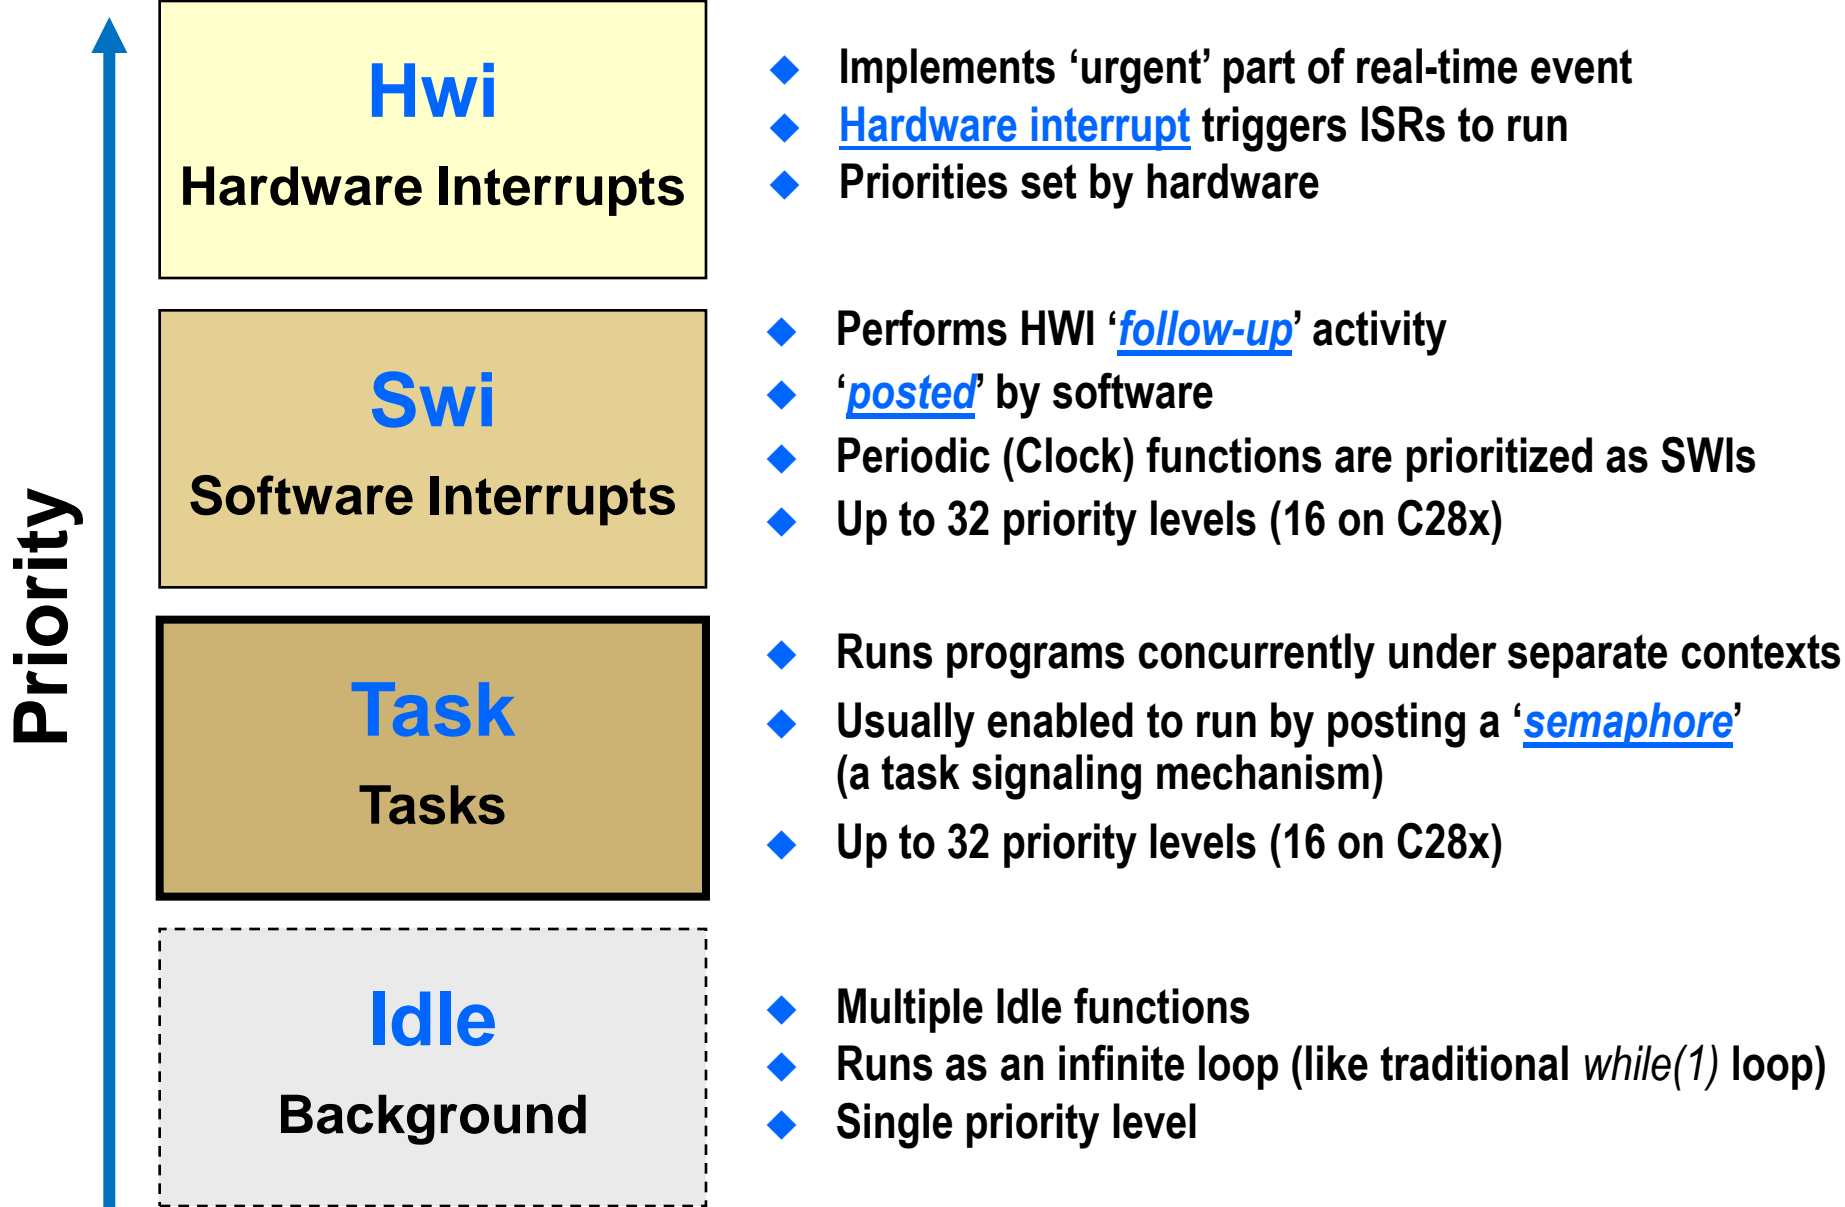 Priority
Hwi
Hardware Interrupts
Implements ‘urgent’ part of real-time event
Hardware interrupt triggers ISRs to run
Priorities set by hardware
Swi
Software Interrupts
Performs HWI ‘follow-up’ activity
‘posted’ by software
Periodic (Clock) functions are prioritized as SWIs
Up to 32 priority levels (16 on C28x)
Task
Tasks
Runs programs concurrently under separate contexts
Usually enabled to run by posting a ‘semaphore’
(a task signaling mechanism)
Up to 32 priority levels (16 on C28x)
Idle
Background
Multiple Idle functions
Runs as an infinite loop (like traditional while(1) loop)
Single priority level